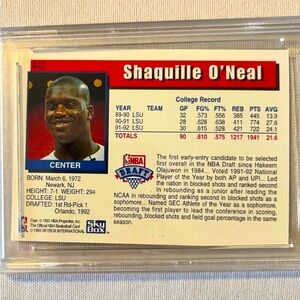 442
Shaquille O'Neal
CENTER
College Record
YEAR TEAM G FG% FG% FT% REB PTS AVG
89-90 LSU 32 .573 .556 385 445 13.9
90-91 LSU 28 .628 .638 411 774 27.6
91-92 LSU 30 .615 .528 421 722 24.1
TOTALS 90 .610 .575 1217 1941 21.6
BORN: March 6, 1972
Newark, NJ
HEIGHT: 7-1 WEIGHT: 294
COLLEGE: LSU
DRAFTED: 1st Rd-Pick 1
Orlando, 1992
NBA
DRAFT
The first early-entry candidate to be selected
first overall in the NBA Draft since Hakeem
Olajuwon in 1984... Voted 1991-92 National
Player of the Year by both AP and UPI... Led
the nation in blocked shots and ranked second
in rebounding as a junior after leading the
NCAA in rebounding and ranking third in blocked shots as a
sophomore... Named SEC Athlete of the Year as a sophomore,
becoming the first player to lead the conference in scoring,
rebounding, blocked shots and field goal percentage in the same
season.
SkyBox